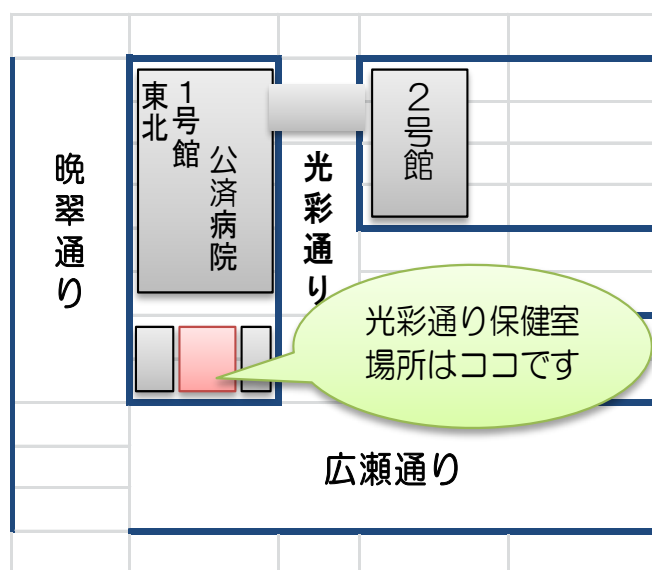 晩翠通り
東北
1号館
公済病院
光彩通り
2号館
光彩通り保健室
場所はココです
広瀬通り